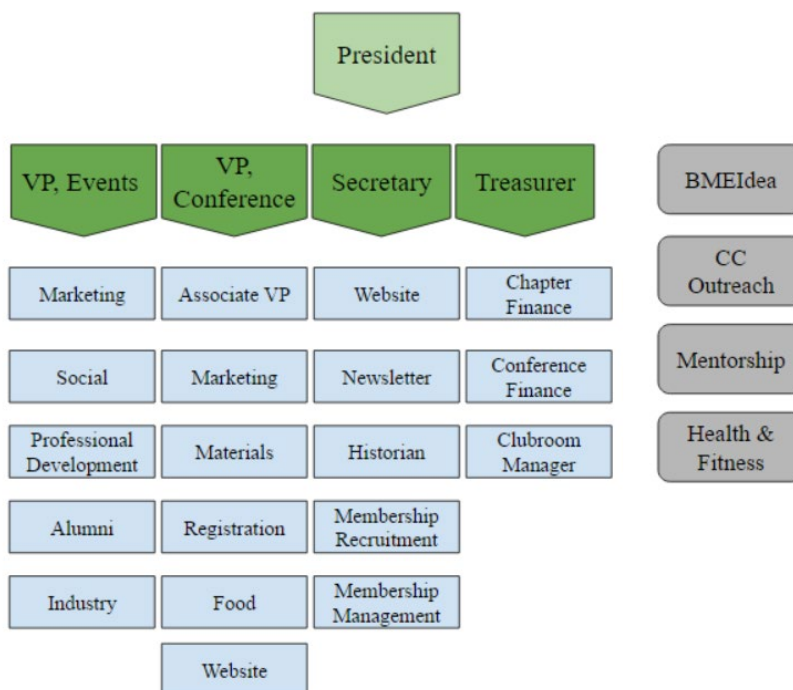 President
VP, Events
VP,
Conference
Secretary
Treasurer
BMEIdea
CC
Outreach
Mentorship
Health &
Fitness
Marketing
Associate VP
Website
Chapter
Finance
Social
Marketing
Newsletter
Conference
Finance
Professional
Development
Materials
Historian
Clubroom
Manager
Alumni
Registration
Membership
Recruitment
Industry
Food
Membership
Management
Website